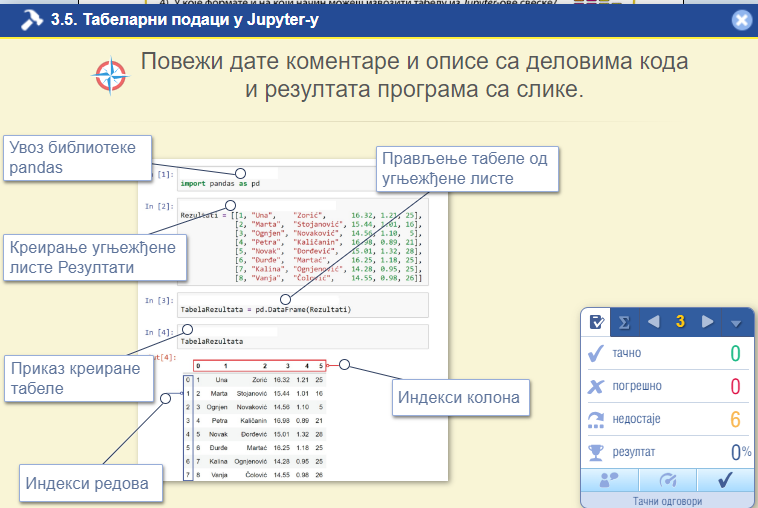 4) У које формате и на који начин можеш извозити табелу из Jupyter-ове свеске?
3.5. Табеларни подаци у Jupyter-у
Повежи дате коментаре и описе са деловима кода
и резултата програма са слике.
Увоз библиотеке
pandas
[1]:
import pandas as pd
Прављење табеле од
угњежђене листе
In [2]:
Rezultati = [[1, "Una", "Zorić", 16.32, 1.21, 25],
[2, "Marta", "Stojanović", 15.44, 1.01, 16],
[3, "Ognjen", "Novaković", 14.56, 1.10, 5],
[4, "Petra", "Kaličanin", 16.98, 0.89, 21],
[5, "Novak", "Đorđević", 15.01, 1.32, 28],
[6, "Đurđe", "Martać", 16.25, 1.18, 25],
[7, "Kalina", "Ognjenović", 14.28, 0.95, 25],
[8, "Vanja", "Čolović", 14.55, 0.98, 26]]
Креирање угњежђене
листе Резултати
In [3]:
TabelaRezultata = pd.DataFrame(Rezultati)
In [4]:
TabelaRezultata
ut[4]:
Приказ креиране
табеле
0 1 2 3 4 5
0 1 Una Zorić 16.32 1.21 25
1 2 Marta Stojanović 15.44 1.01 16
2 3 Ognjen Novaković 14.56 1.10 5
3 4 Petra Kaličanin 16.98 0.89 21
4 5 Novak Đorđević 15.01 1.32 28
5 6 Đurđe Martać 16.25 1.18 25
6 7 Kalina Ognjenović 14.28 0.95 25
7 8 Vanja Čolović 14.55 0.98 26
Индекси колона
Индекси редова
Σ 3
тачно 0
погрешно 0
недостаје 6
резултат 0%
Тачни одговори